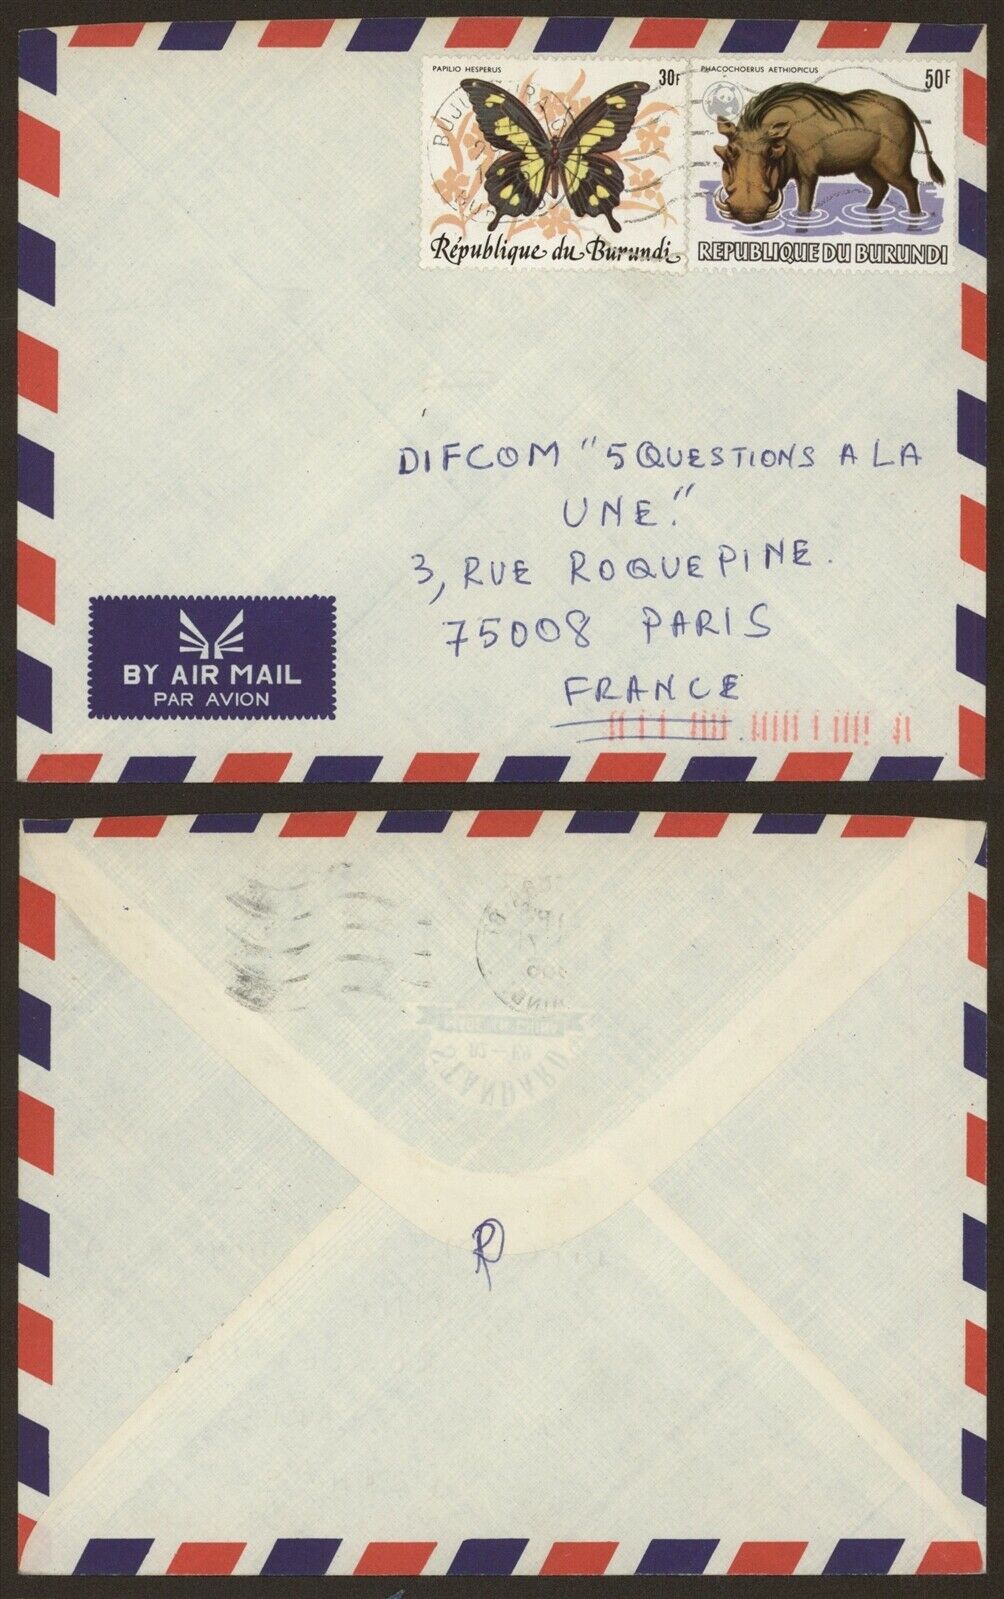 PAPILIO HESPERUS
30F
République du Burundi
PHACOCHOERUS AETHIOPICUS
50F
REPUBLIQUE DU BURUNDI
DIFCOM "5 QUESTIONS A LA
UNE."
3, RUE ROQUEPINE.
75008 PARIS
FRANCE
BY AIR MAIL
PAR AVION